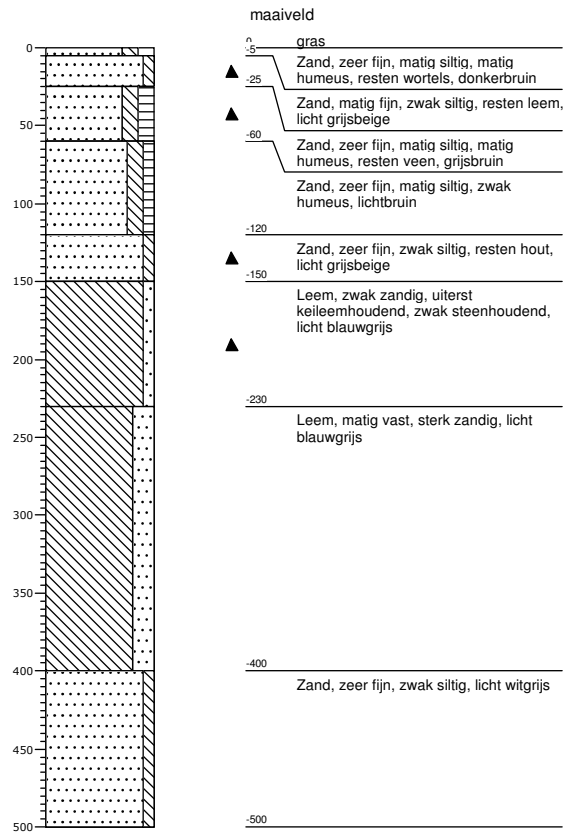 maaiveld
0
0
gras
-5
Zand, zeer fijn, matig siltig, matig
humeus, resten wortels, donkerbruin
-25
Zand, matig fijn, zwak siltig, resten leem,
licht grijsbeige
50
-60
Zand, zeer fijn, matig siltig, matig
humeus, resten veen, grijsbruin
Zand, zeer fijn, matig siltig, zwak
humeus, lichtbruin
100
-120
Zand, zeer fijn, zwak siltig, resten hout,
licht grijsbeige
150
-150
Leem, zwak zandig, uiterst
keileemhoudend, zwak steenhoudend,
licht blauwgrijs
200
-230
Leem, matig vast, sterk zandig, licht
blauwgrijs
250
300
350
400
-400
Zand, zeer fijn, zwak siltig, licht witgrijs
450
500
-500